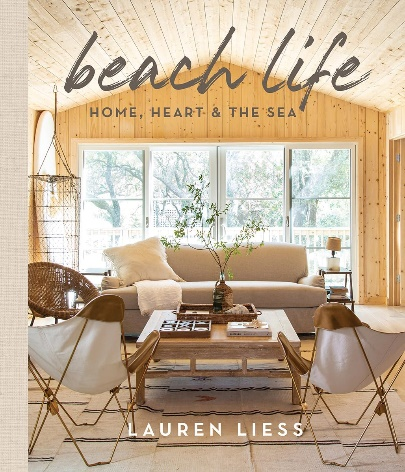 beach life
HOME, HEART & THE SEA
LAUREN LIESS